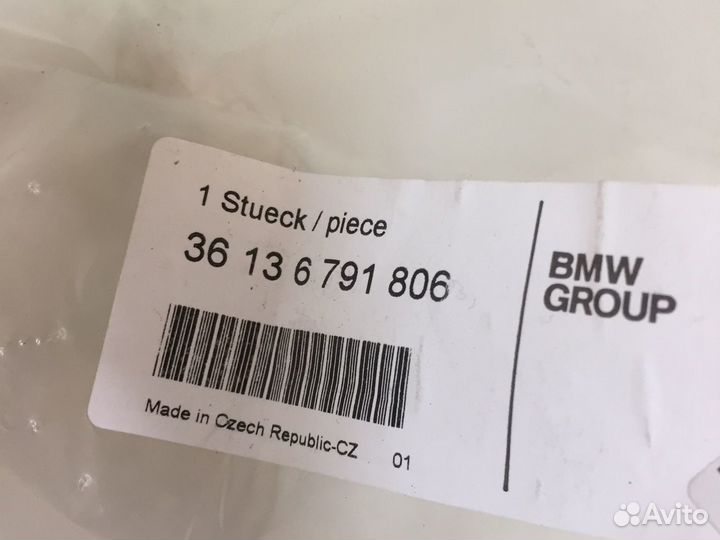 1 Stueck / piece
36 13 6 791 806
Made in Czech Republic-CZ 01
BMW
GROUP
Avito